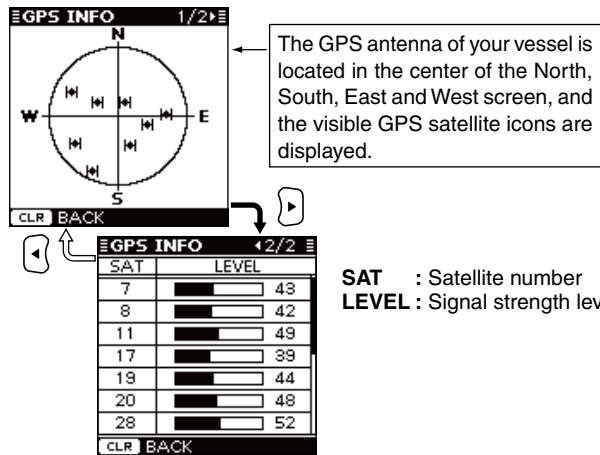 GPS INFO 1/2
N
W E
S
CLR BACK
The GPS antenna of your vessel is
located in the center of the North,
South, East and West screen, and
the visible GPS satellite icons are
displayed.
GPS INFO 2/2
SAT LEVEL
7 43
8 42
11 49
17 39
19 44
20 48
28 52
CLR BACK
SAT : Satellite number
LEVEL : Signal strength lev